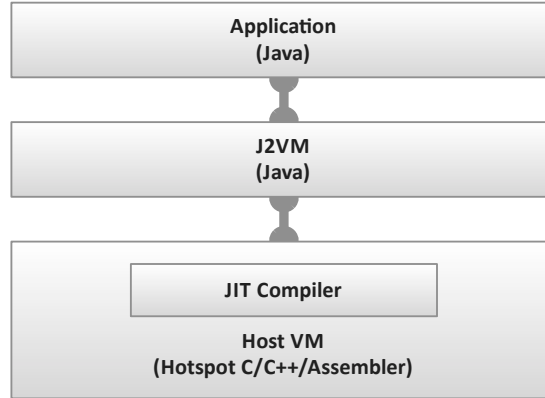 Application
(Java)
J2VM
(Java)
JIT Compiler
Host VM
(Hotspot C/C++/Assembler)